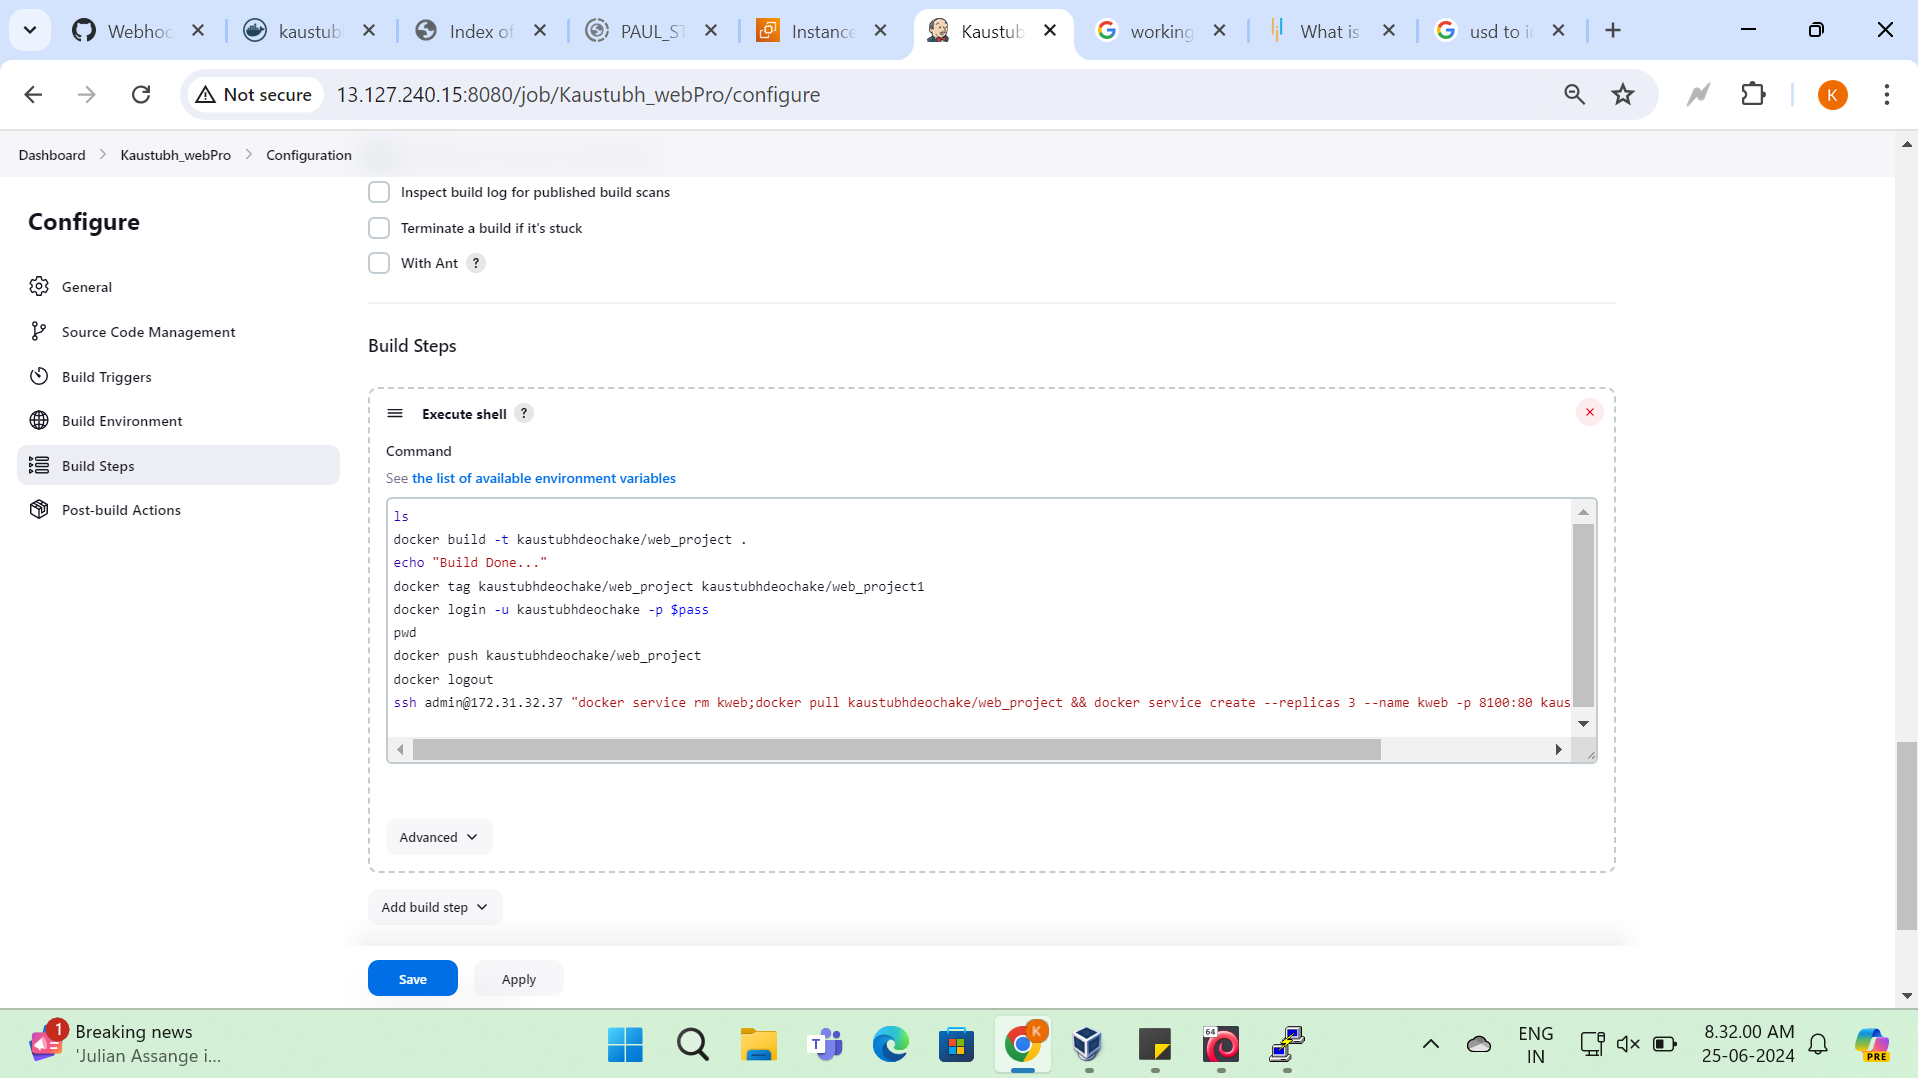 Webhoc
kaustubl
Index of
PAUL_ST
Instance
Kaustub
working
What is
usd to i
Not secure
13.127.240.15:8080/job/Kaustubh_webPro/configure
K
Dashboard
Kaustubh_webPro
Configuration
Inspect build log for published build scans
Configure
Terminate a build if it's stuck
With Ant ?
General
Source Code Management
Build Triggers
Build Environment
Build Steps
Post-build Actions
Build Steps
Execute shell ?
Command
See the list of available environment variables
ls
docker build -t kaustubhdeochake/web_project .
echo "Build Done..."
docker tag kaustubhdeochake/web_project kaustubhdeochake/web_project1
docker login -u kaustubhdeochake -p $pass
pwd
docker push kaustubhdeochake/web_project
docker logout
ssh admin@172.31.32.37 "docker service rm kweb;docker pull kaustubhdeochake/web_project && docker service create --replicas 3 --name kweb -p 8100:80 kaus
Advanced
Add build step
Save
Apply
1
Breaking news
'Julian Assange i...
T
K
64
ENG
IN
8.32.00 AM
25-06-2024
PRE